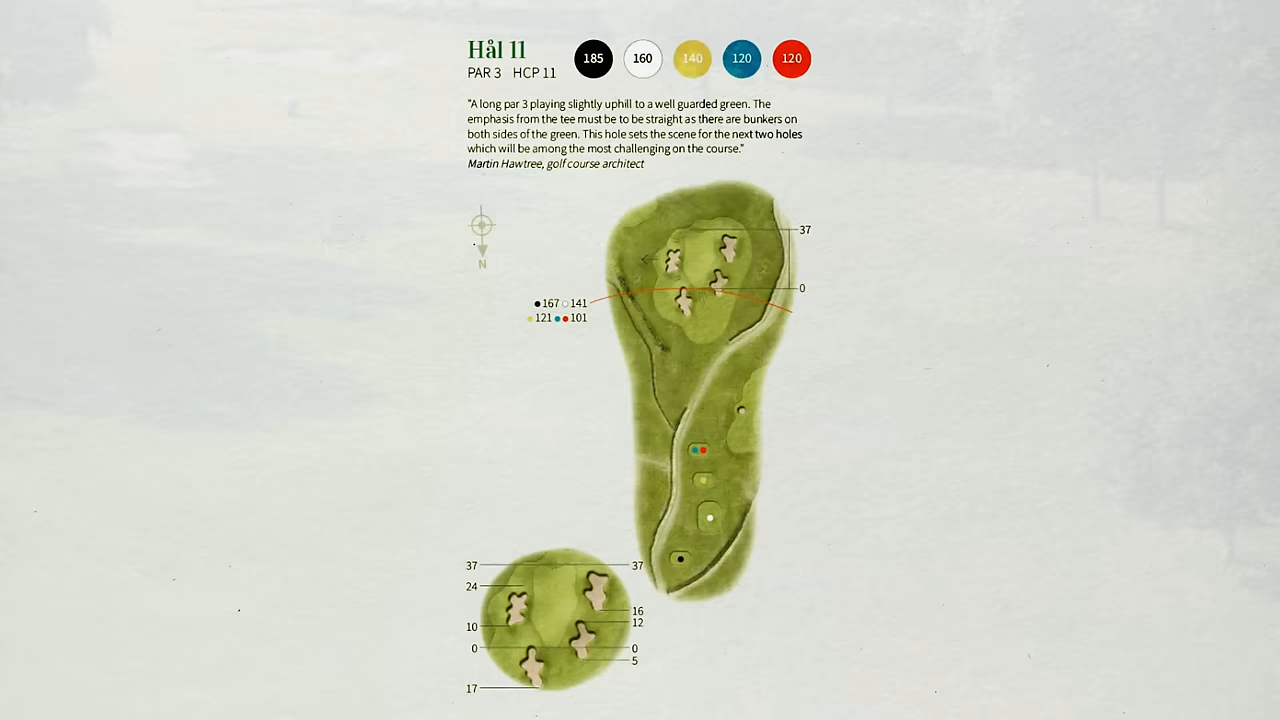 Hål 11
PAR 3 HCP 11
185 160 140 120 120
"A long par 3 playing slightly uphill to a well guarded green. The
emphasis from the tee must be to be straight as there are bunkers on
both sides of the green. This hole sets the scene for the next two holes
which will be among the most challenging on the course."
Martin Hawtree, golf course architect
N
37
0
167 141
121 101
37 37
24
16
10 12
0 0
5
17